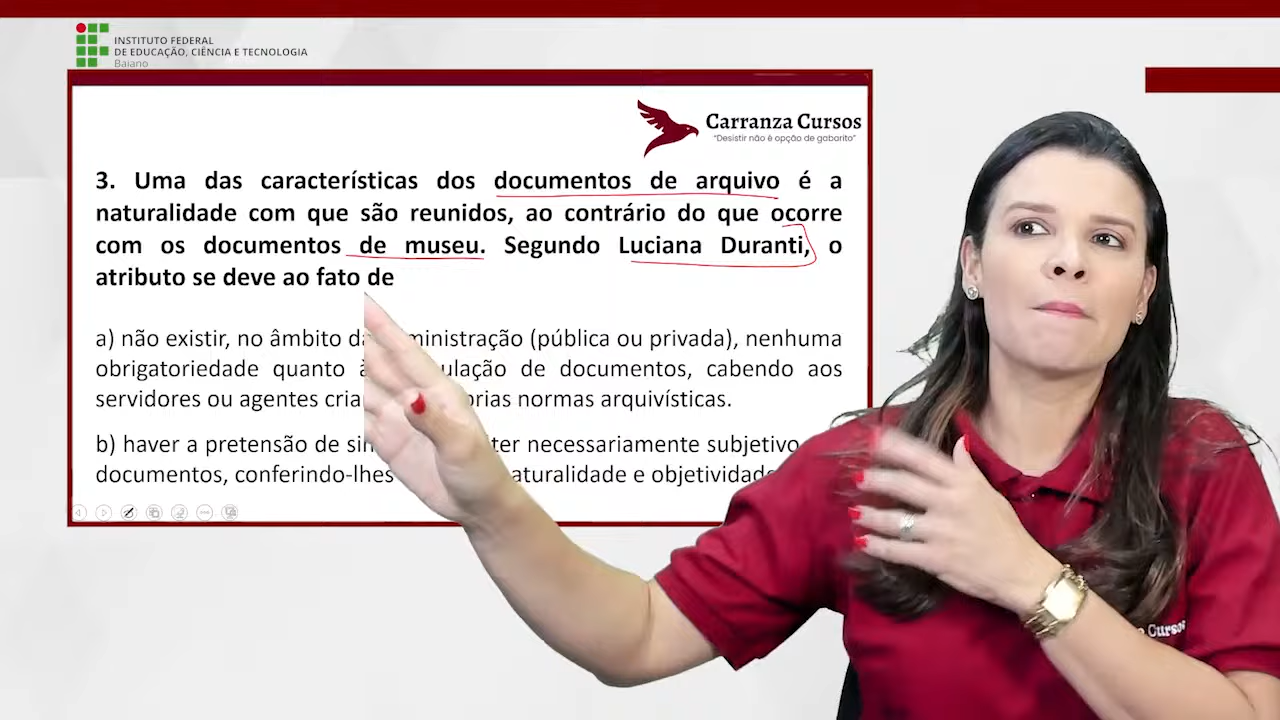 INSTITUTO FEDERAL
DE EDUCAÇÃO, CIÊNCIA E TECNOLOGIA
Baiano
Carranza Cursos
"Desistir não é opção de gabarito"
3. Uma das características dos documentos de arquivo é a
naturalidade com que são reunidos, ao contrário do que ocorre
com os documentos de museu. Segundo Luciana Duranti, o
atributo se deve ao fato de
a) não existir, no âmbito ministração (pública ou privada), nenhuma
obrigatoriedade quanto ulação de documentos, cabendo aos
servidores ou agentes cria orias normas arquivísticas.
b) haver a pretensão de ter necessariamente subjetivo
documentos, conferindo-lhes aturalidade e objetividade
Cursos